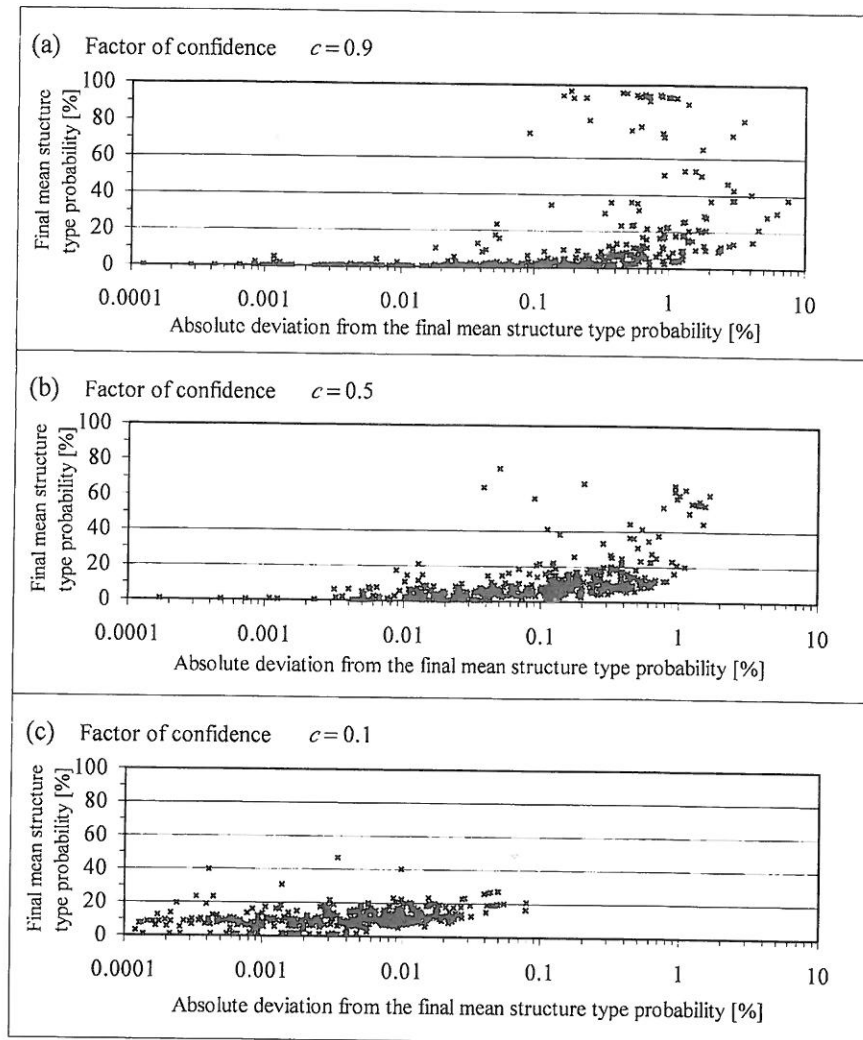 (a) Factor of confidence c = 0.9
Final mean stucture
type probability [%]
100
80
60
40
20
0
0.0001 0.001 0.01 0.1 1 10
Absolute deviation from the final mean structure type probability [%]
(b) Factor of confidence c = 0.5
Final mean structure
type probability [%]
100
80
60
40
20
0
0.0001 0.001 0.01 0.1 1 10
Absolute deviation from the final mean structure type probability [%]
(c) Factor of confidence c = 0.1
Final mean structure
type probability [%]
100
80
60
40
20
0
0.0001 0.001 0.01 0.1 1 10
Absolute deviation from the final mean structure type probability [%]